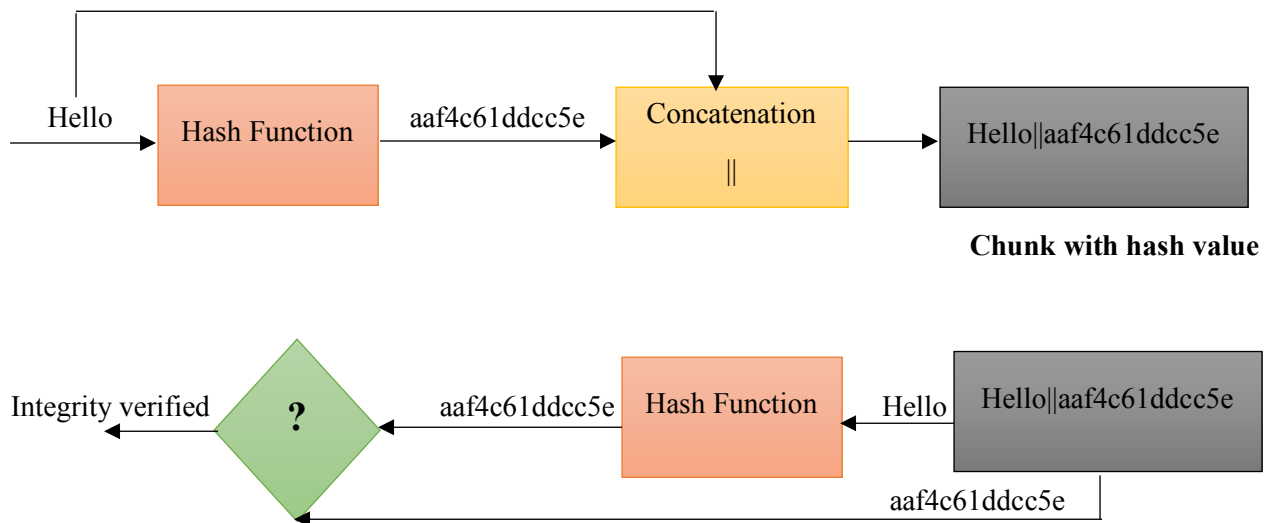 Hello
Hash Function
aaf4c61ddcc5e
Concatenation
||
Hello||aaf4c61ddcc5e
Chunk with hash value
Integrity verified
?
aaf4c61ddcc5e
Hash Function
Hello
Hello||aaf4c61ddcc5e
aaf4c61ddcc5e